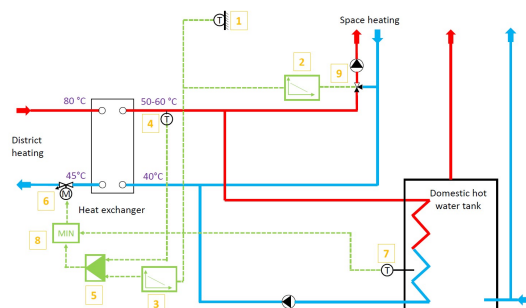 Space heating
T
1
2
9
80 °C
50-60 °C
4
T
District
heating
45°C
40°C
6
M
Heat exchanger
Domestic hot
water tank
8
MIN
7
T
5
3